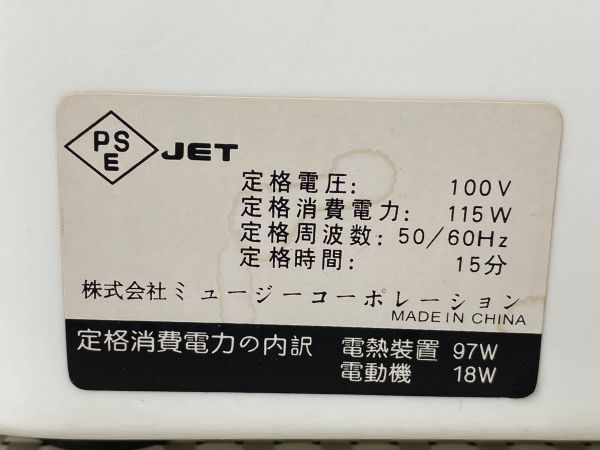 PS
E JET
定格電圧: 100V
定格消費電力: 115W
定格周波数: 50/60Hz
定格時間: 15分
株式会社ミュージーコーポレーション
MADE IN CHINA
定格消費電力の内訳 電熱装置 97W
電動機 18W